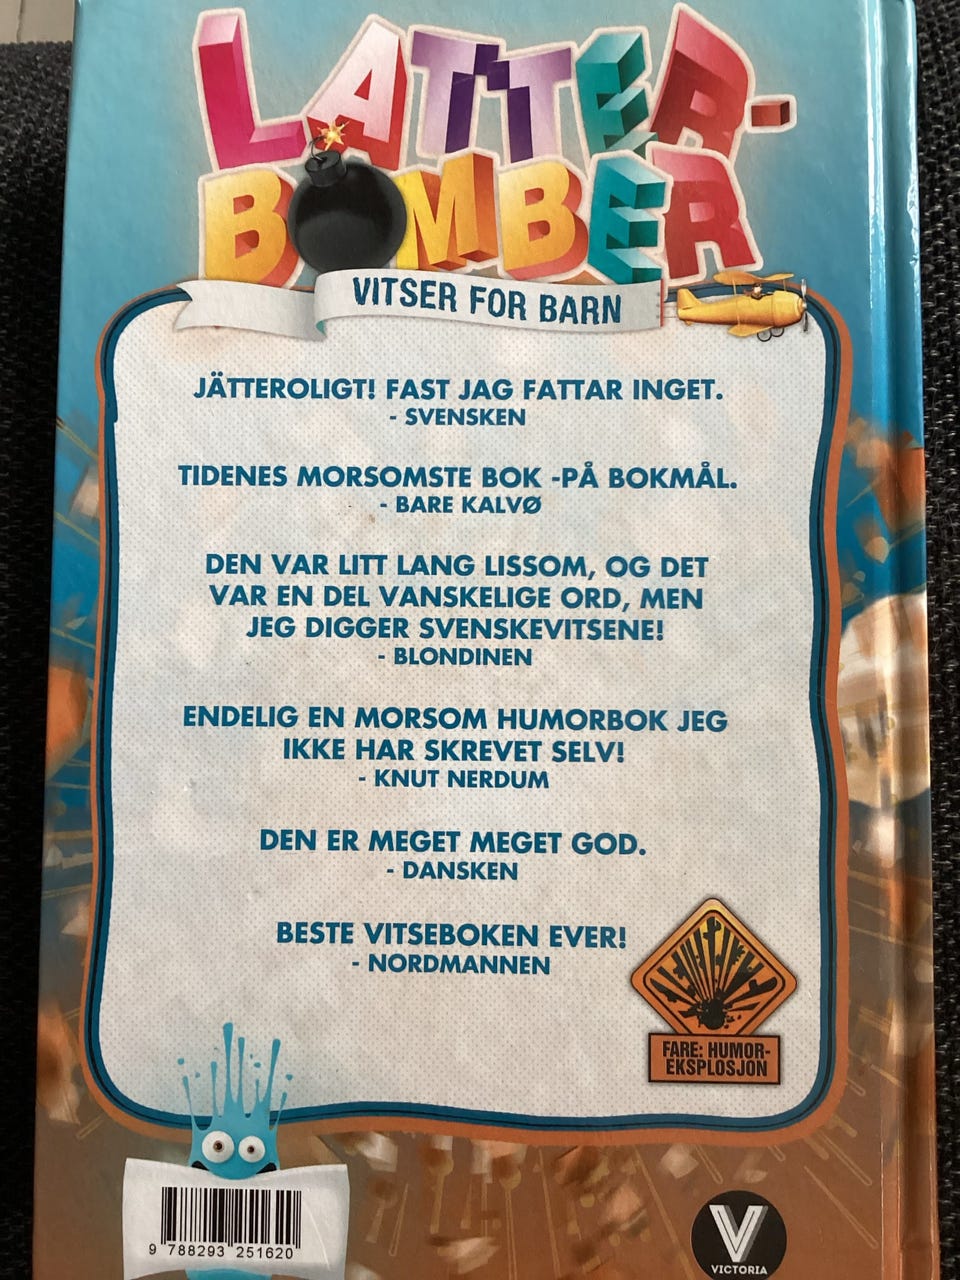 LATTER-
BOMBER
VITSER FOR BARN
JÄTTEROLIGT! FAST JAG FATTAR INGET.
- SVENSKEN
TIDENES MORSOMSTE BOK -PÅ BOKMÅL.
- BARE KALVØ
DEN VAR LITT LANG LISSOM, OG DET
VAR EN DEL VANSKELIGE ORD, MEN
JEG DIGGER SVENSKEVITSENE!
- BLONDINEN
ENDELIG EN MORSOM HUMORBOK JEG
IKKE HAR SKREVET SELV!
- KNUT NERDUM
DEN ER MEGET MEGET GOD.
- DANSKEN
BESTE VITSEBOKEN EVER!
- NORDMANNEN
FARE: HUMOR-
EKSPLOSJON
9 788293 251620
V
VICTORIA